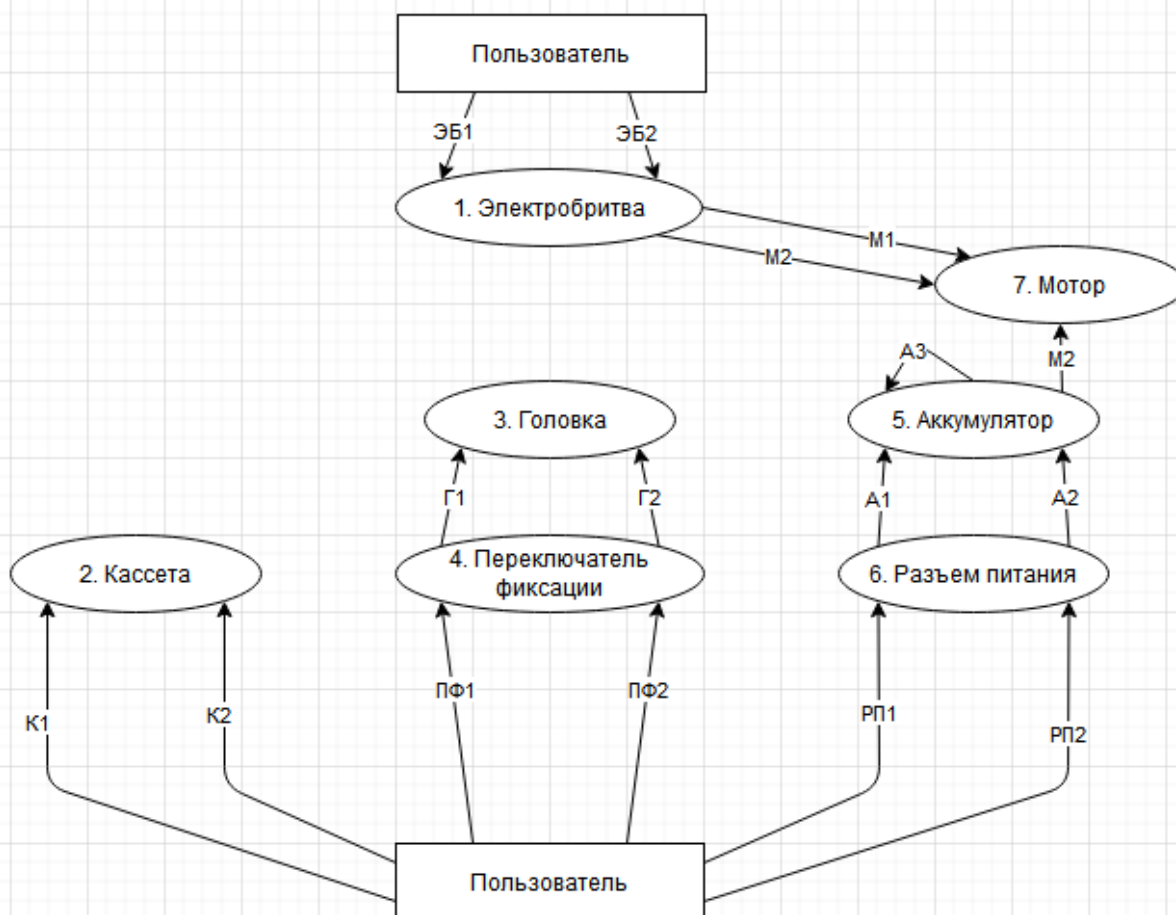 Пользователь
ЭБ1
ЭБ2
1. Электробритва
М1
М2
7. Мотор
А3
М2
3. Головка
5. Аккумулятор
Г1
Г2
А1
А2
2. Кассета
4. Переключатель
фиксации
6. Разъем питания
К1
К2
ПФ1
ПФ2
РП1
РП2
Пользователь